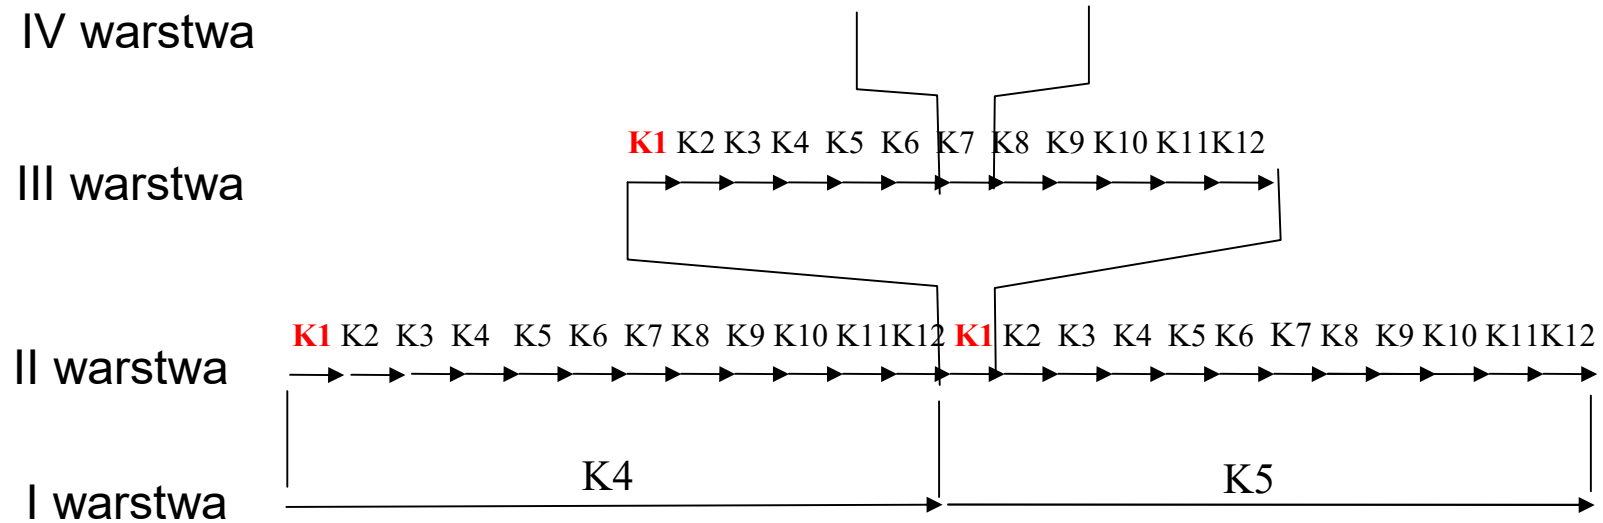 IV warstwa
K1 K2 K3 K4 K5 K6 K7 K8 K9 K10 K11K12
III warstwa
K1 K2 K3 K4 K5 K6 K7 K8 K9 K10 K11K12 K1 K2 K3 K4 K5 K6 K7 K8 K9 K10 K11K12
II warstwa
K4 K5
I warstwa